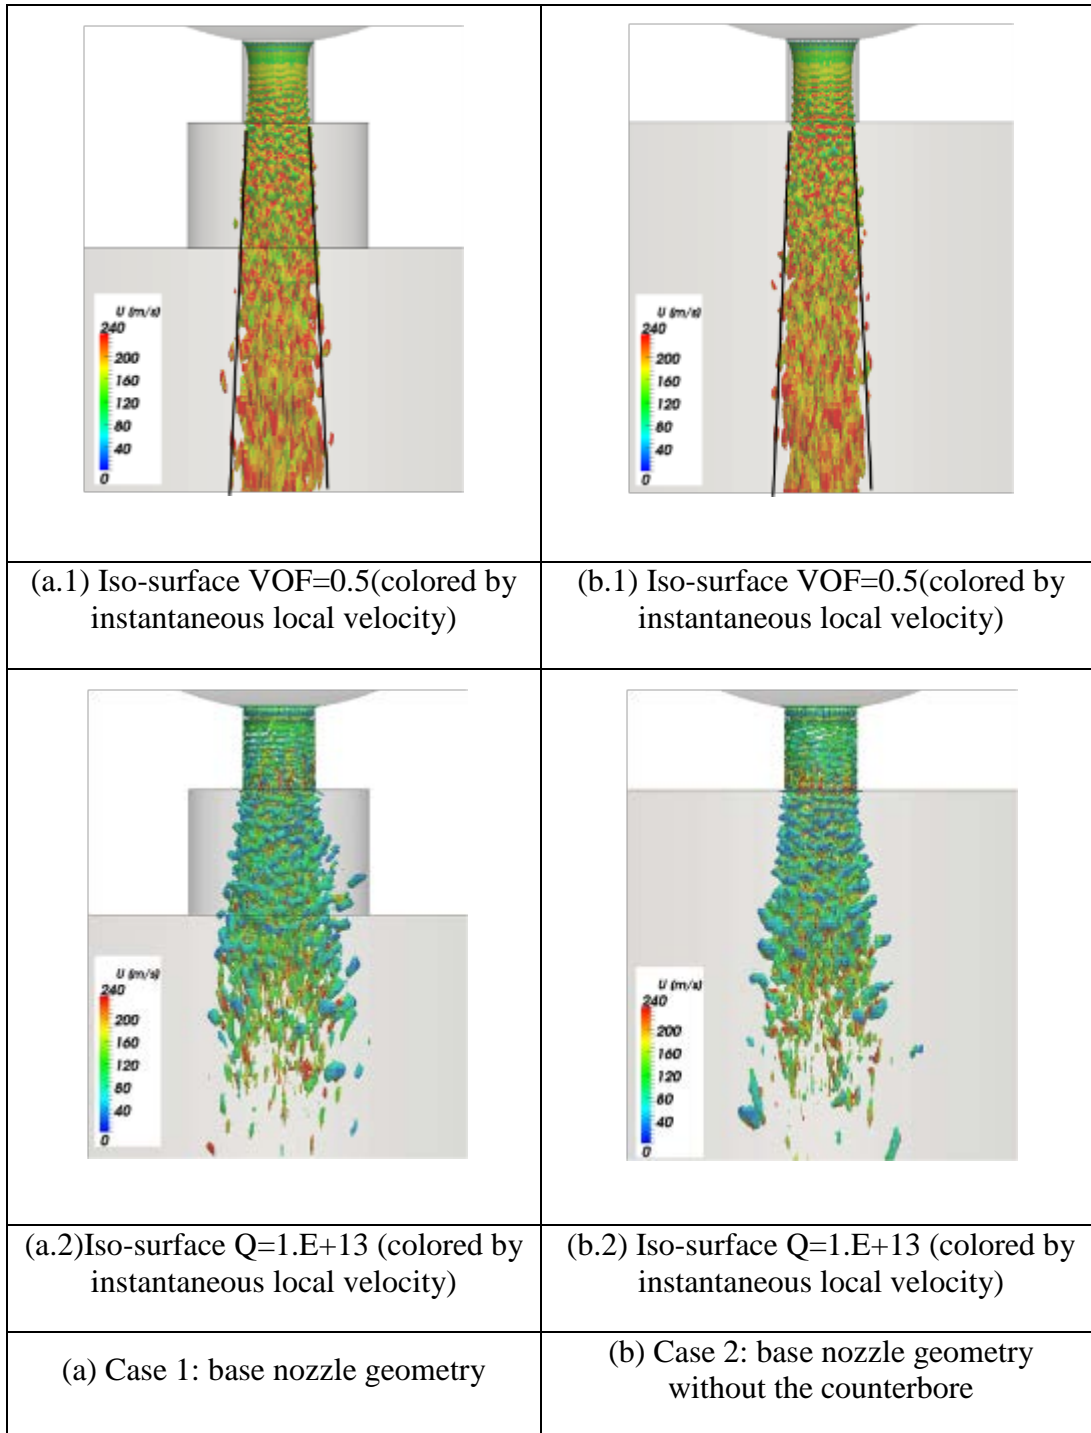 U (m/s)
240
200
160
120
80
40
0
U (m/s)
240
200
160
120
80
40
0
(a.1) Iso-surface VOF=0.5(colored by
instantaneous local velocity)
(b.1) Iso-surface VOF=0.5(colored by
instantaneous local velocity)
U (m/s)
240
200
160
120
80
40
0
U (m/s)
240
200
160
120
80
40
0
(a.2)Iso-surface Q=1.E+13 (colored by
instantaneous local velocity)
(b.2) Iso-surface Q=1.E+13 (colored by
instantaneous local velocity)
(a) Case 1: base nozzle geometry
(b) Case 2: base nozzle geometry
without the counterbore